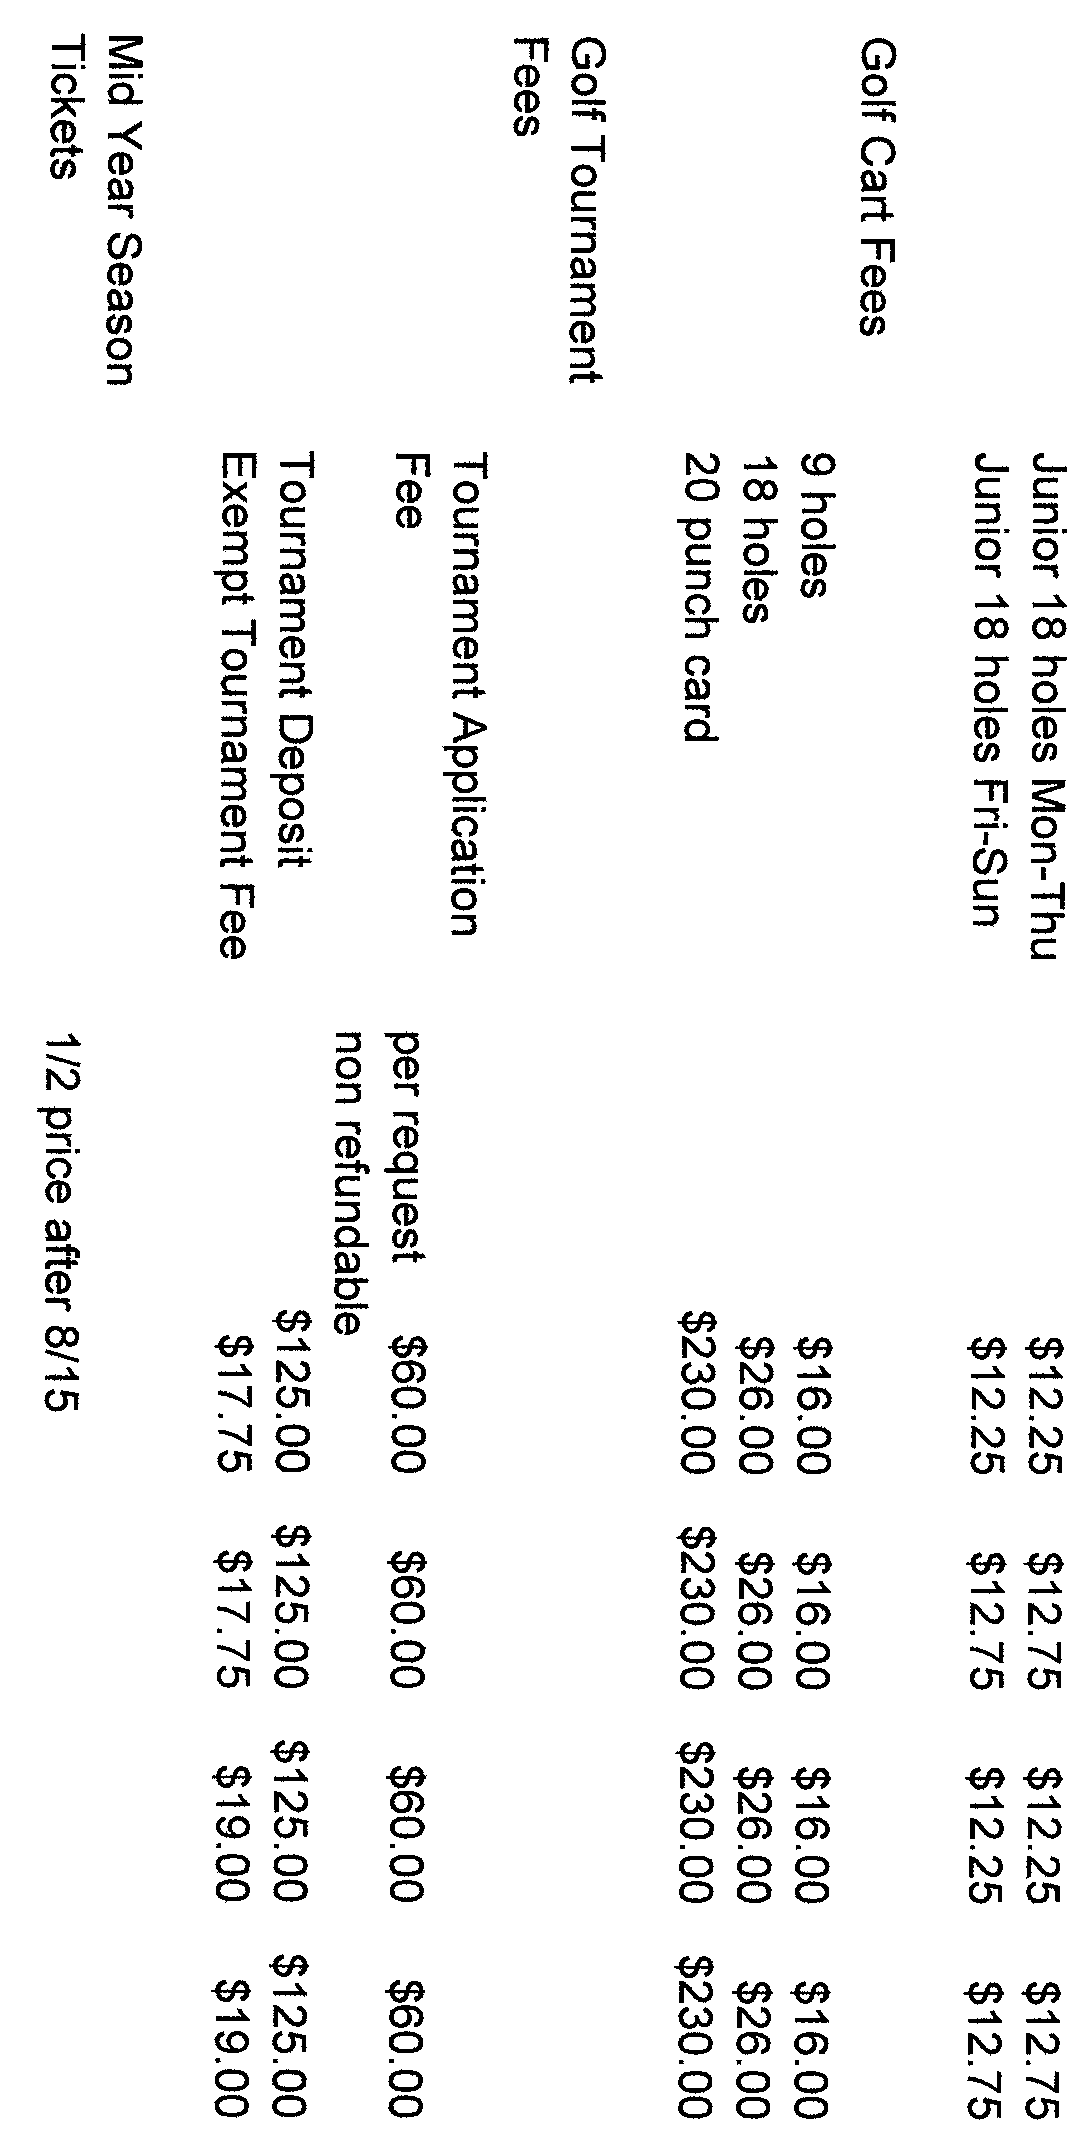 Junior 18 holes Mon-Thu $12.25 $12.75 $12.25 $12.75
Junior 18 holes Fri-Sun $12.25 $12.75 $12.25 $12.75
Golf Cart Fees
9 holes $16.00 $16.00 $16.00 $16.00
18 holes $26.00 $26.00 $26.00 $26.00
20 punch card $230.00 $230.00 $230.00 $230.00
Golf Tournament
Fees
Tournament Application
Fee per request $60.00 $60.00 $60.00 $60.00
non refundable
Tournament Deposit $125.00 $125.00 $125.00 $125.00
Exempt Tournament Fee $17.75 $17.75 $19.00 $19.00
Mid Year Season
Tickets 1/2 price after 8/15